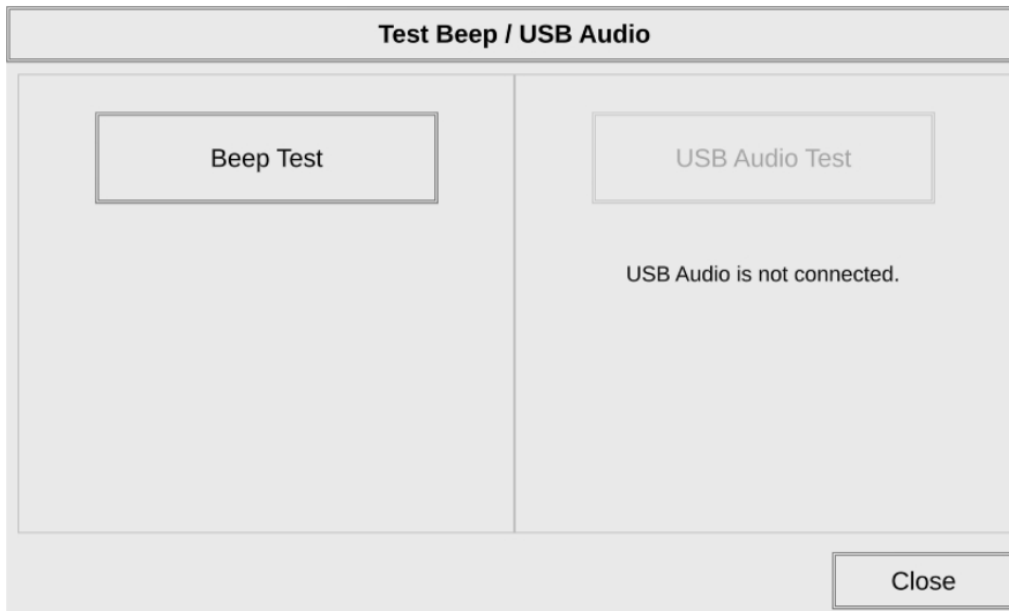 Test Beep / USB Audio
Beep Test
USB Audio Test
USB Audio is not connected.
Close